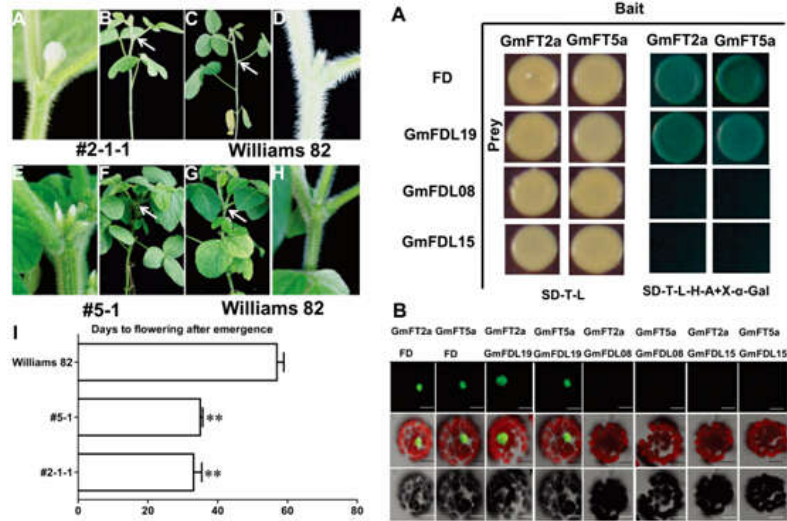 A B C D
#2-1-1 Williams 82
E F G H
#5-1 Williams 82
I
Days to flowering after emergence
Williams 82
#5-1
**
#2-1-1
**
0 20 40 60 80
A
Bait
GmFT2a GmFT5a GmFT2a GmFT5a
Prey
FD
GmFDL19
GmFDL08
GmFDL15
SD-T-L SD-T-L-H-A+X-α-Gal
B
GmFT2a GmFT5a GmFT2a GmFT5a GmFT2a GmFT5a GmFT2a GmFT5a
FD FD GmFDL19 GmFDL19 GmFDL08 GmFDL08 GmFDL15 GmFDL15